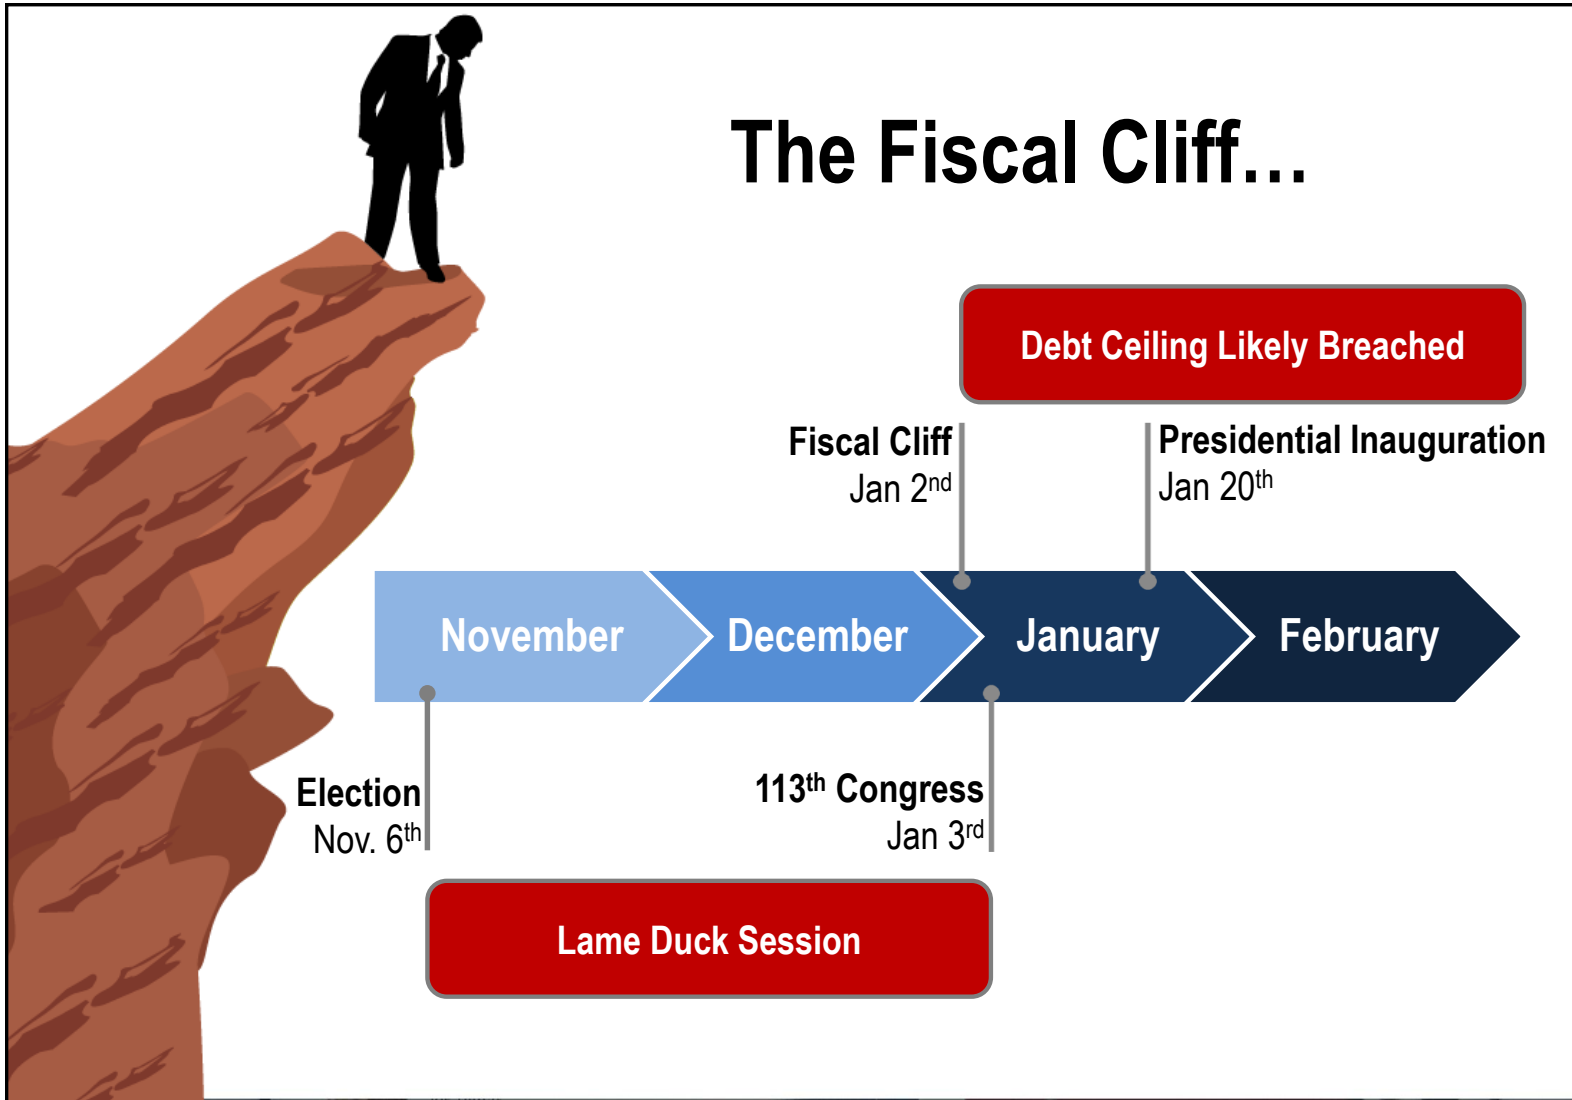 The Fiscal Cliff...
Debt Ceiling Likely Breached
Fiscal Cliff
Jan 2nd
Presidential Inauguration
Jan 20th
November
December
January
February
Election
Nov. 6th
113th Congress
Jan 3rd
Lame Duck Session